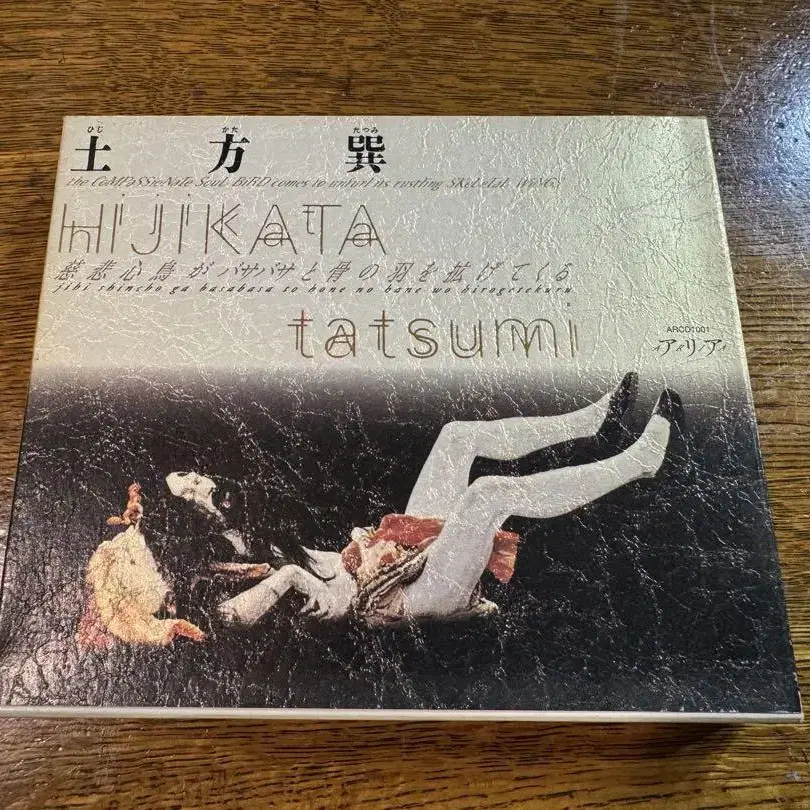 ひじ かた たつみ
土方巽
the CoMPaSSieNaTe SouL BiRD comes to unfurl its rustling SKeLeTaL WiNGS
HiJiKATA
慈悲心鳥がバサバサと骨の羽を拡げてくる
jihi shincho ga basabasa to hone no hane wo hirogetekuru
tatsumi
ARCD1001
アリア